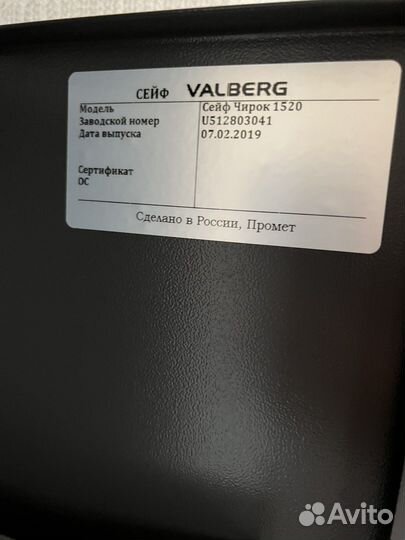 СЕЙФ VALBERG
Модель Сейф Чирок 1520
Заводской номер U512803041
Дата выпуска 07.02.2019
Сертификат
ОС
Сделано в России, Промет
Avito